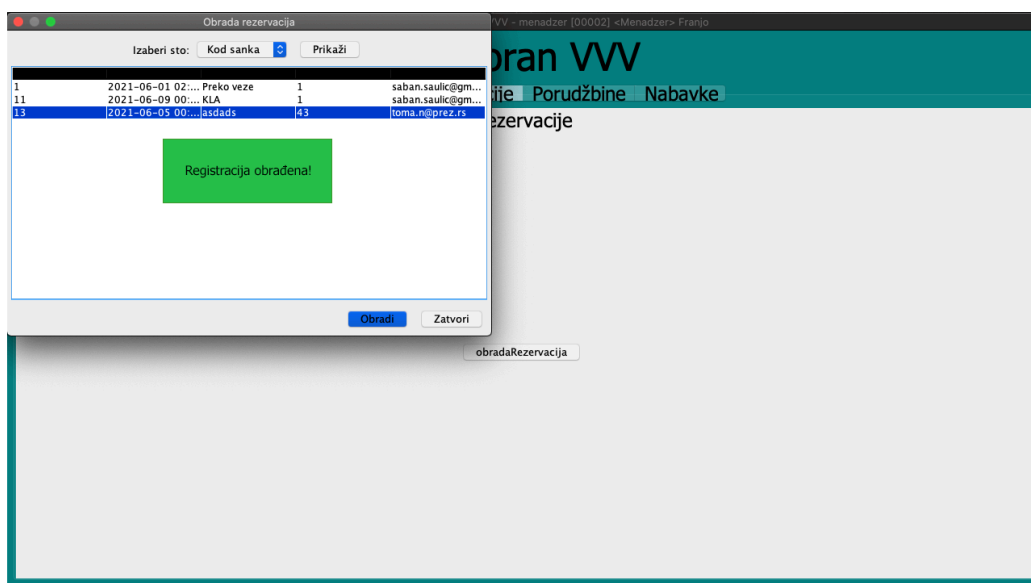 Obrada rezervacija
Izaberi sto: Kod sanka Prikaži
1 2021-06-01 02:... Preko veze 1 saban.saulic@gm...
11 2021-06-09 00:... KLA 1 saban.saulic@gm...
13 2021-06-05 00:... asdads 43 toma.n@prez.rs
Registracija obrađena!
Obradi Zatvori
VVV - menadzer [00002] <Menadzer> Franjo
oran VVV
ije Porudžbine Nabavke
ezervacije
obradaRezervacija